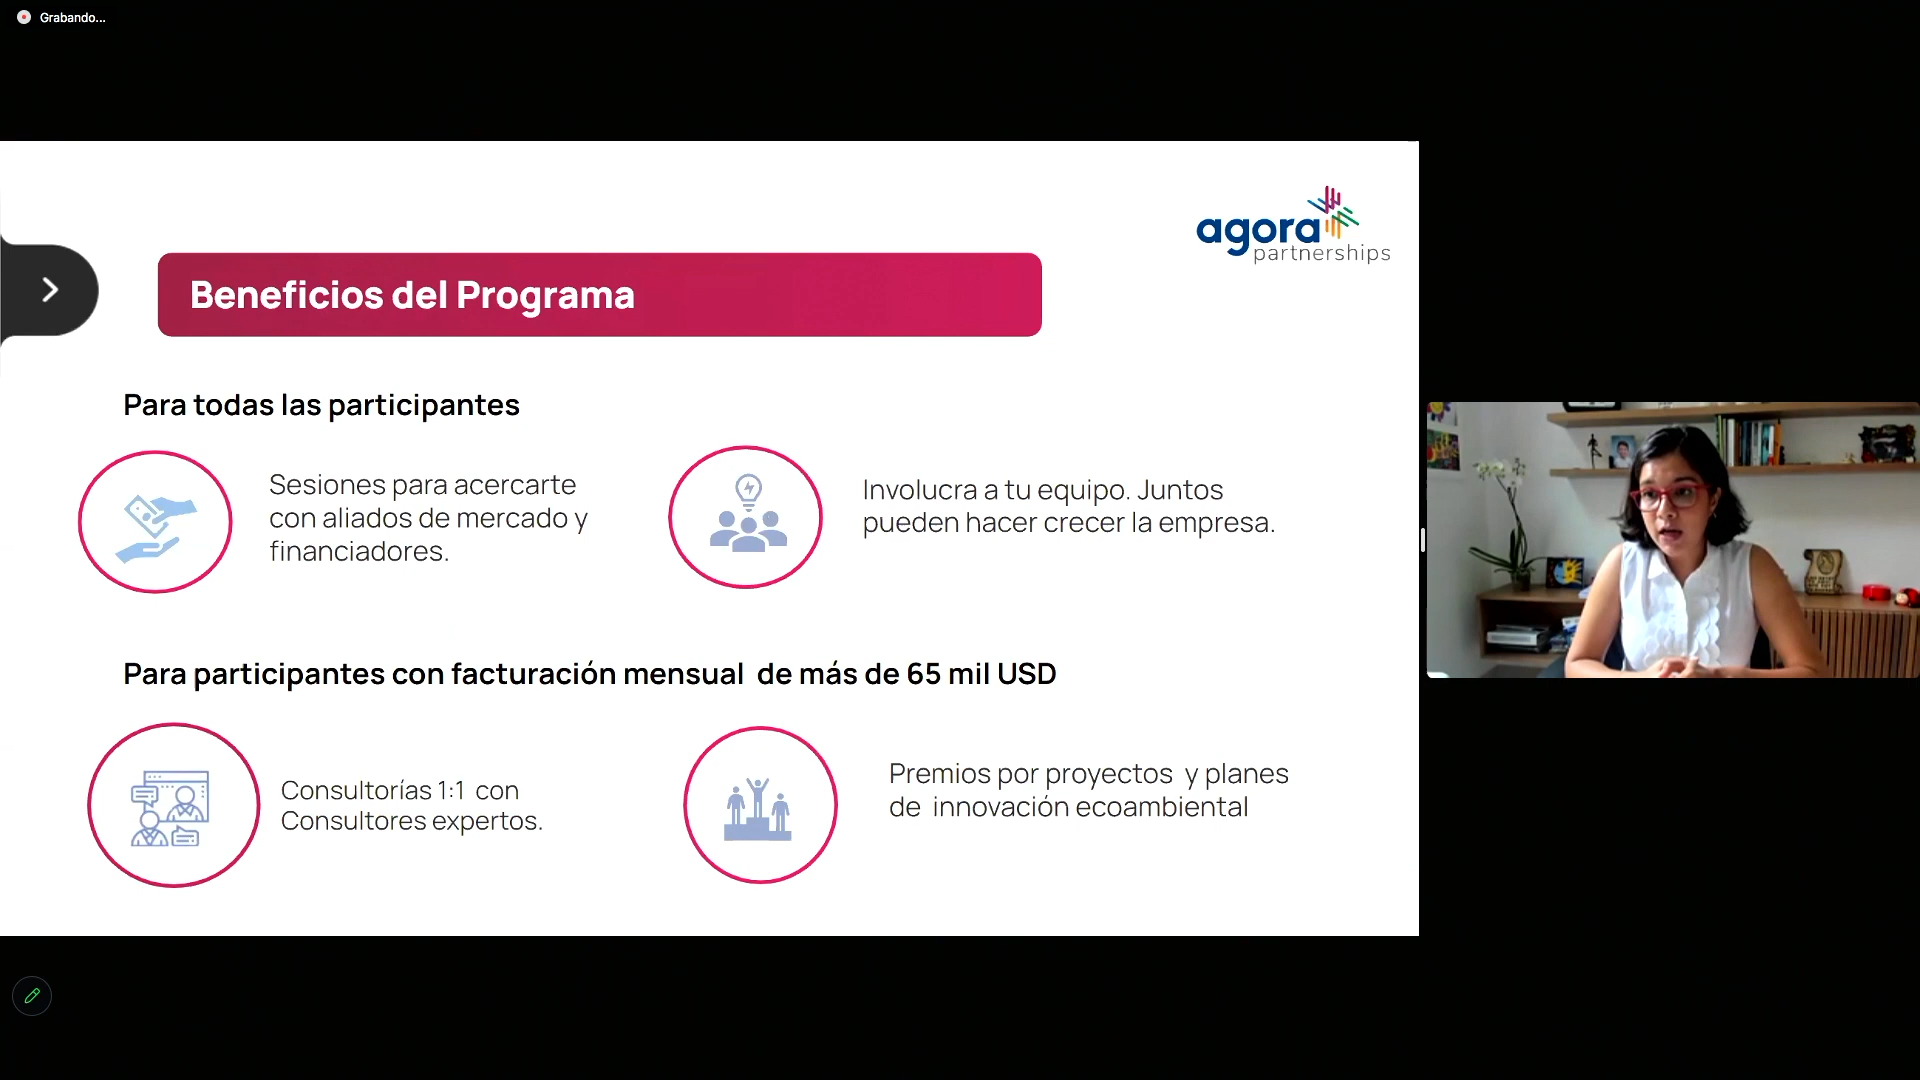 Grabando...
agora
partnerships
Beneficios del Programa
Para todas las participantes
Sesiones para acercarte
con aliados de mercado y
financiadores.
Involucra a tu equipo. Juntos
pueden hacer crecer la empresa.
Para participantes con facturación mensual  de más de 65 mil USD
Consultorías 1:1  con
Consultores expertos.
Premios por proyectos  y planes
de  innovación ecoambiental